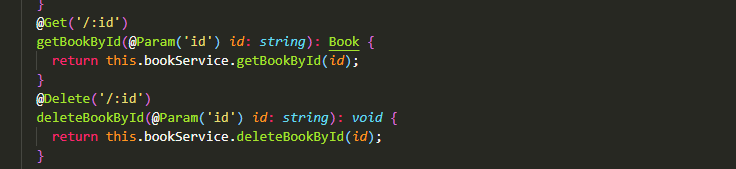 }
@Get('/:id')
getBookById(@Param('id') id: string): Book {
return this.bookService.getBookById(id);
}
@Delete('/:id')
deleteBookById(@Param('id') id: string): void {
return this.bookService.deleteBookById(id);
}